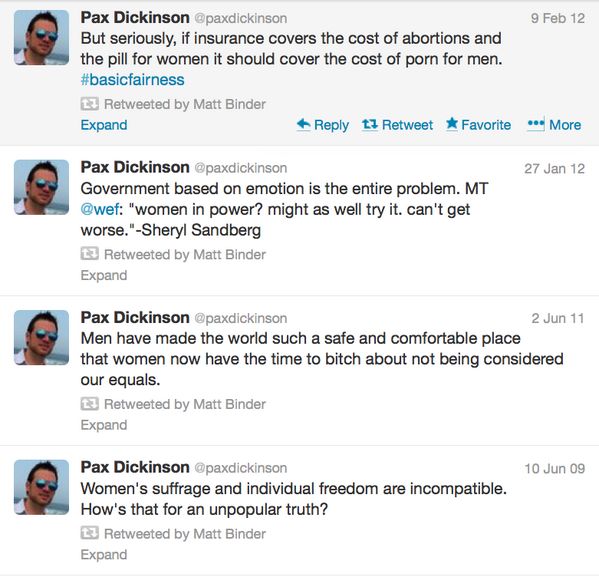 Pax Dickinson @paxdickinson 9 Feb 12
But seriously, if insurance covers the cost of abortions and
the pill for women it should cover the cost of porn for men.
#basicfairness
Retweeted by Matt Binder
Expand Reply Retweet Favorite More
Pax Dickinson @paxdickinson 27 Jan 12
Government based on emotion is the entire problem. MT
@wef: "women in power? might as well try it. can't get
worse."-Sheryl Sandberg
Retweeted by Matt Binder
Expand
Pax Dickinson @paxdickinson 2 Jun 11
Men have made the world such a safe and comfortable place
that women now have the time to bitch about not being considered
our equals.
Retweeted by Matt Binder
Expand
Pax Dickinson @paxdickinson 10 Jun 09
Women's suffrage and individual freedom are incompatible.
How's that for an unpopular truth?
Retweeted by Matt Binder
Expand